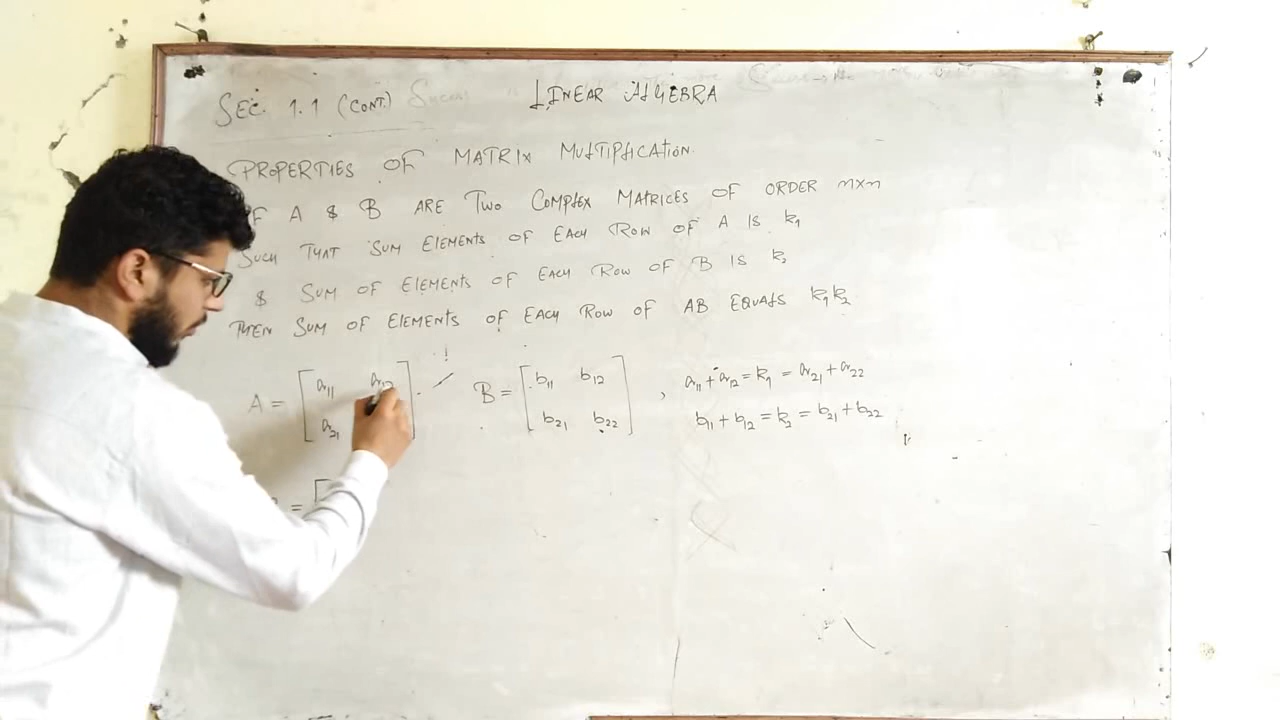 SEC. 1.1 (CONT.) LINEAR ALGEBRA
PROPERTIES OF MATRIX MULTIPLICATION.
F A & B ARE TWO COMPLEX MATRICES OF ORDER n×n
SUCH THAT SUM ELEMENTS OF EACH ROW OF A IS k₁
& SUM OF ELEMENTS OF EACH ROW OF B IS k₂
THEN SUM OF ELEMENTS OF EACH ROW OF AB EQUALS k₁k₂
A = [a₁₁ a₁₂ B = [b₁₁ b₁₂ , a₁₁ + a₁₂ = k₁ = a₂₁ + a₂₂
a₂₁ ] b₂₁ b₂₂] b₁₁ + b₁₂ = k₂ = b₂₁ + b₂₂
= [